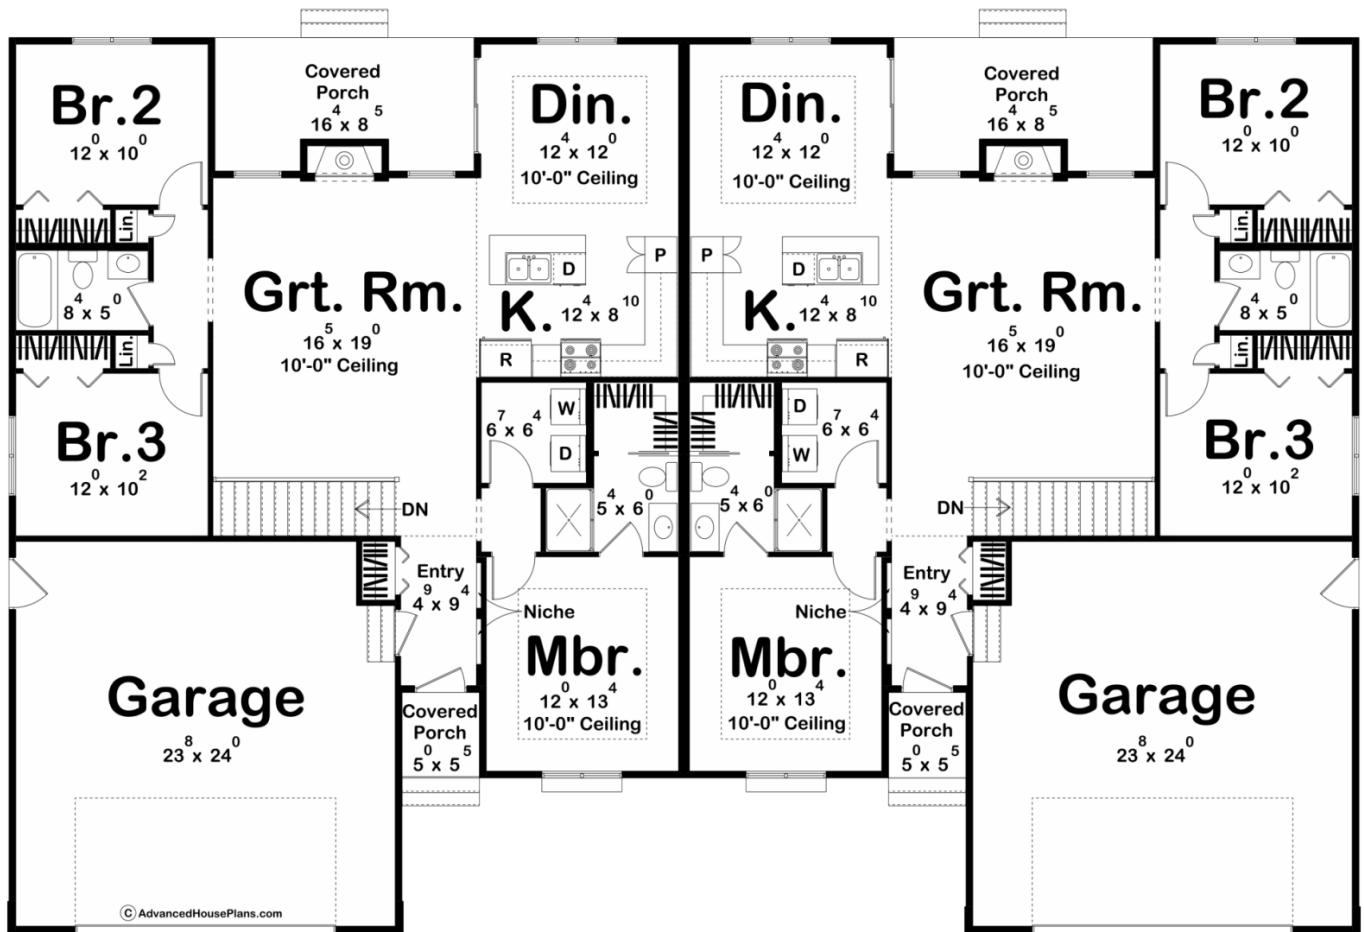 Br.2
12⁰ x 10⁰
Covered
Porch
16⁴ x 8⁵
Din.
12⁴ x 12⁰
10'-0" Ceiling
Din.
12⁴ x 12⁰
10'-0" Ceiling
Covered
Porch
16⁴ x 8⁵
Br.2
12⁰ x 10⁰
Lin.
8⁴ x 5⁰
Lin.
Grt. Rm.
16⁵ x 19⁰
10'-0" Ceiling
D
P
K. 12⁴ x 8¹⁰
R
P
D
K. 12⁴ x 8¹⁰
R
Grt. Rm.
16⁵ x 19⁰
10'-0" Ceiling
Lin.
8⁴ x 5⁰
Lin.
Br.3
12⁰ x 10²
DN
6⁷ x 6⁴
W
D
5⁴ x 6⁰
5⁴ x 6⁰
D
W
6⁷ x 6⁴
DN
Br.3
12⁰ x 10²
Entry
4⁹ x 9⁴
Niche
Mbr.
12⁰ x 13⁴
10'-0" Ceiling
Niche
Mbr.
12⁰ x 13⁴
10'-0" Ceiling
Entry
4⁹ x 9⁴
Garage
23⁸ x 24⁰
Covered
Porch
5⁰ x 5⁵
Covered
Porch
5⁰ x 5⁵
Garage
23⁸ x 24⁰
© AdvancedHousePlans.com